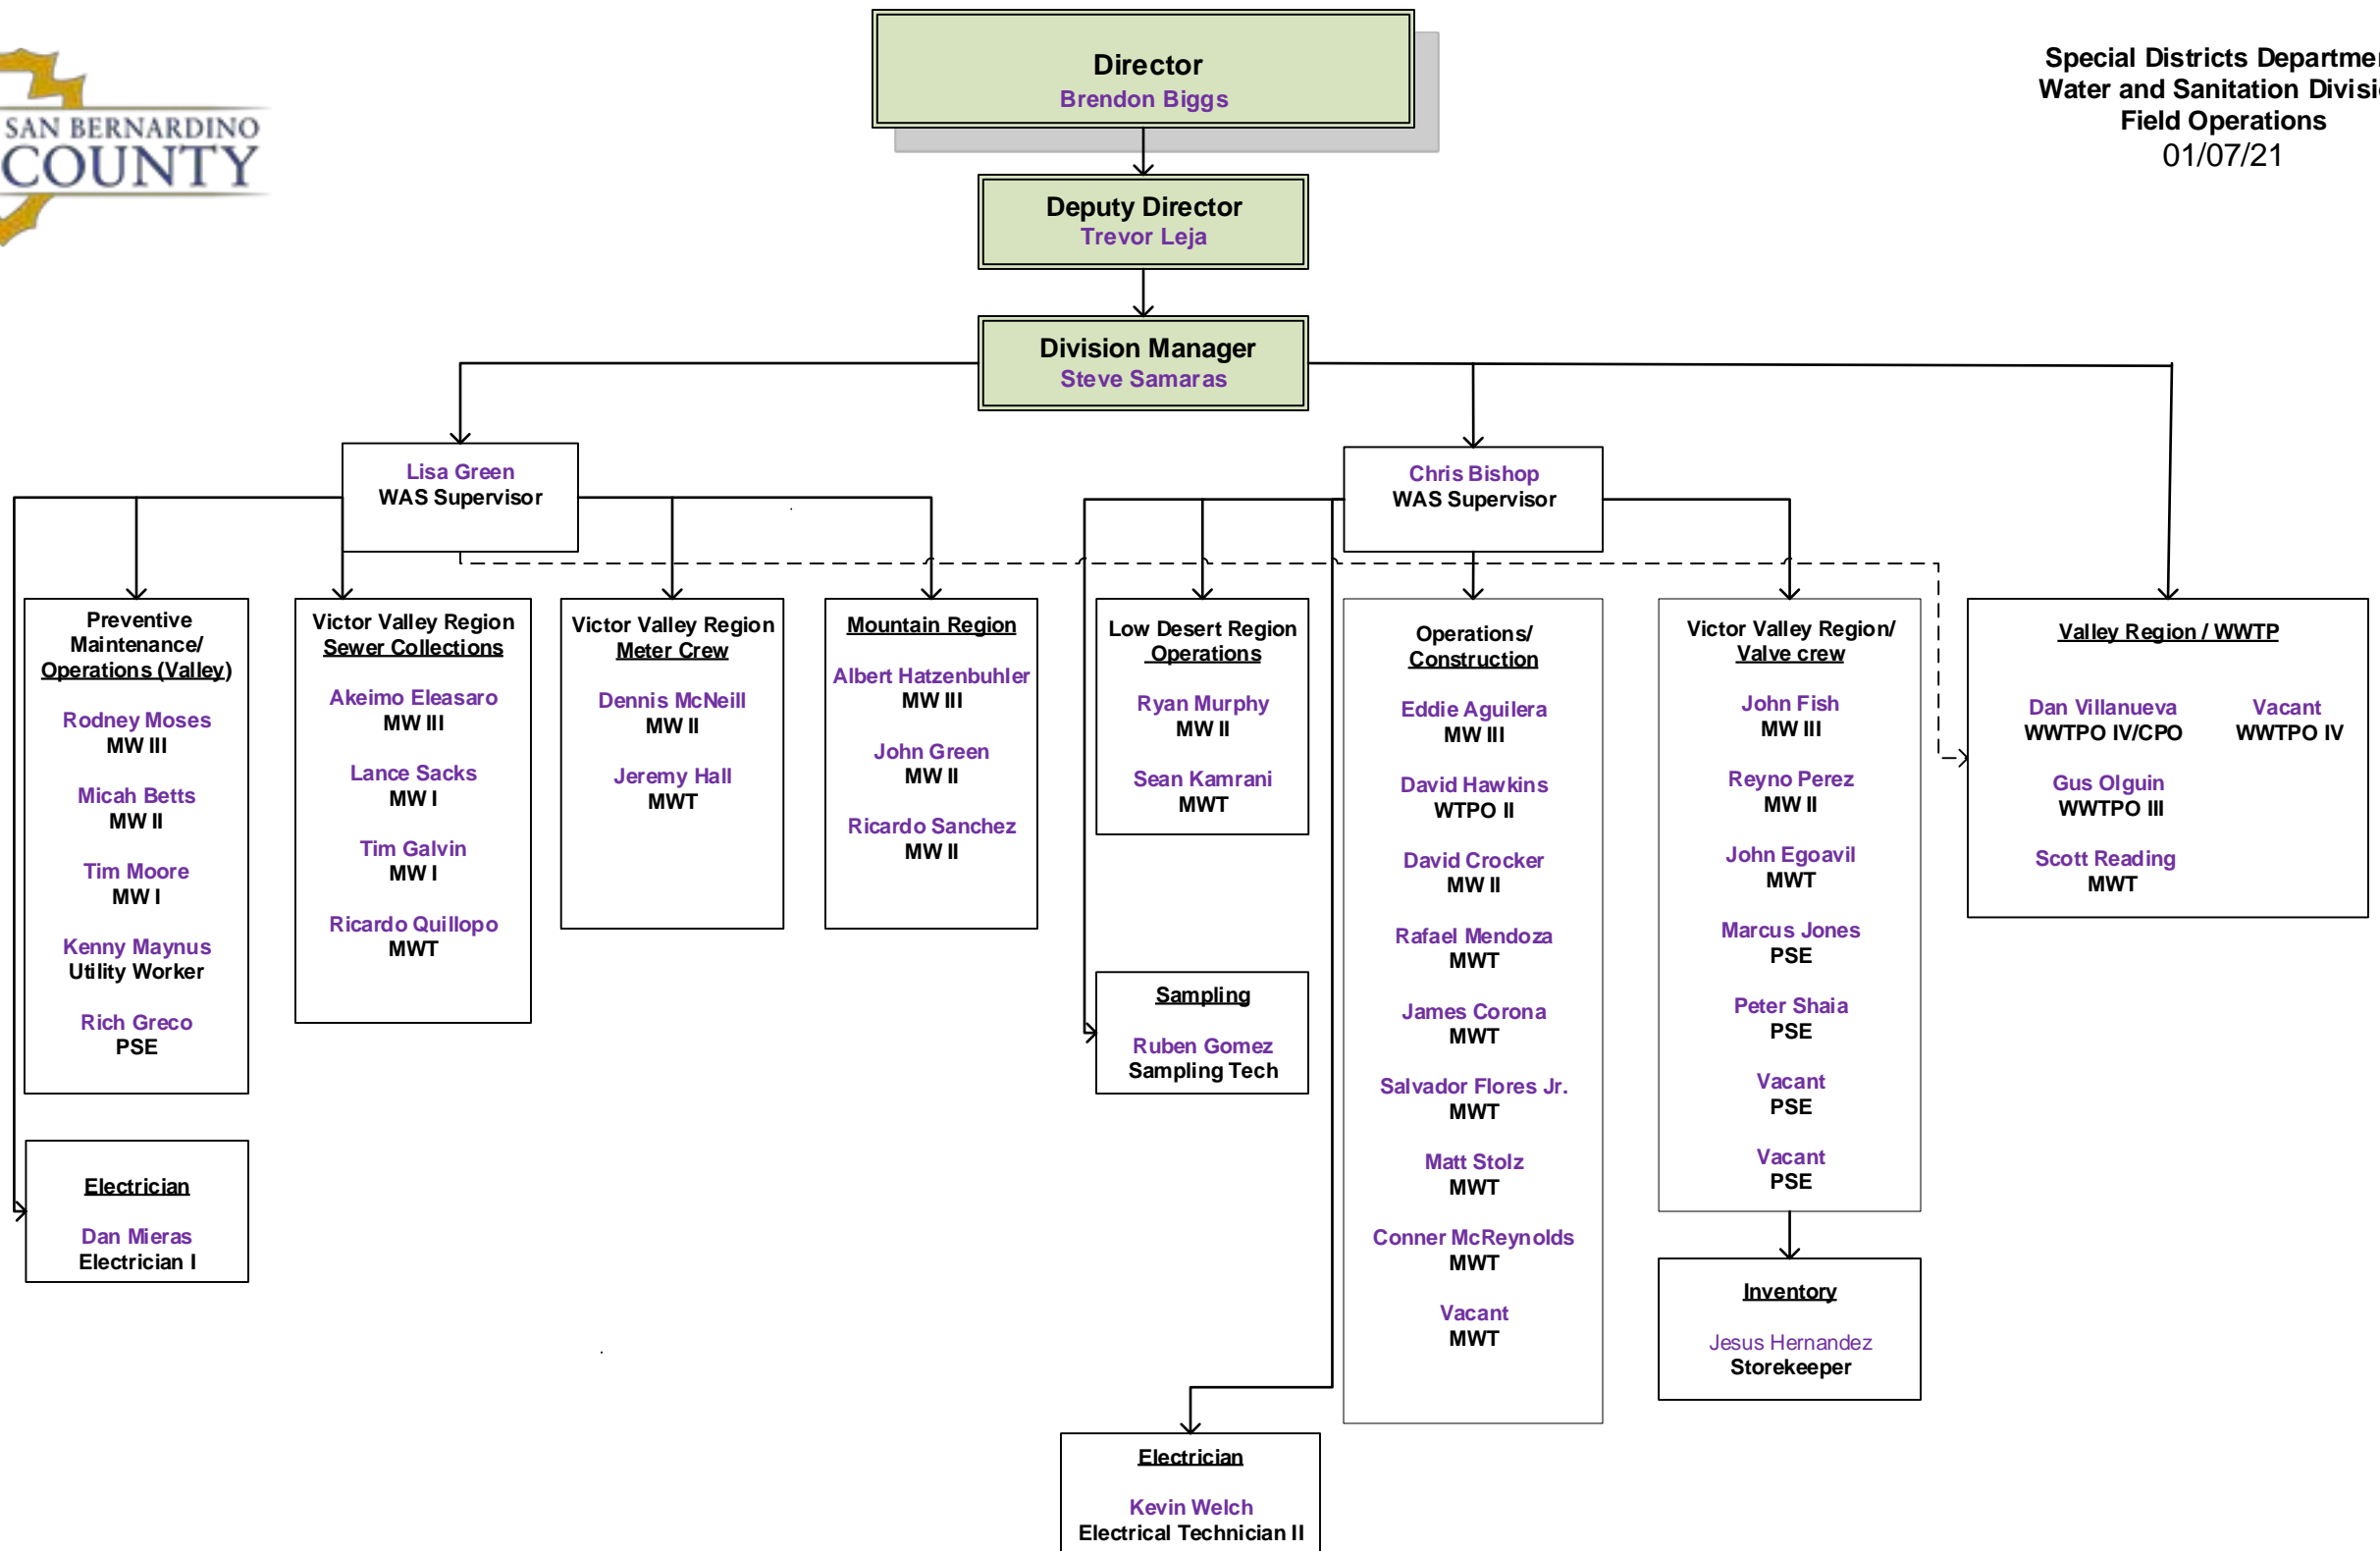 SAN BERNARDINO
COUNTY
Director
Brendon Biggs
Special Districts
Water and Sanitation
Field Operations
01/07/21
Deputy Director
Trevor Leja
Division Manager
Steve Samaras
Lisa Green
WAS Supervisor
Chris Bishop
WAS Supervisor
Preventive
Maintenance/
Operations (Valley)
Rodney Moses
MW III
Micah Betts
MW II
Tim Moore
MW I
Kenny Maynus
Utility Worker
Rich Greco
PSE
Electrician
Dan Mieras
Electrician I
Victor Valley Region
Sewer Collections
Akeimo Eleasaro
MW III
Lance Sacks
MW I
Tim Galvin
MW I
Ricardo Quillopo
MWT
Victor Valley Region
Meter Crew
Dennis McNeill
MW II
Jeremy Hall
MWT
Mountain Region
Albert Hatzenbuhler
MW III
John Green
MW II
Ricardo Sanchez
MW II
Low Desert Region
Operations
Ryan Murphy
MW II
Sean Kamrani
MWT
Sampling
Ruben Gomez
Sampling Tech
Operations/
Construction
Eddie Aguilera
MW III
David Hawkins
WTPO II
David Crocker
MW II
Rafael Mendoza
MWT
James Corona
MWT
Salvador Flores Jr.
MWT
Matt Stolz
MWT
Conner McReynolds
MWT
Vacant
MWT
Electrician
Kevin Welch
Electrical Technician II
Victor Valley Region/
Valve crew
John Fish
MW III
Reyno Perez
MW II
John Egoavil
MWT
Marcus Jones
PSE
Peter Shaia
PSE
Vacant
PSE
Vacant
PSE
Inventory
Jesus Hernandez
Storekeeper
Valley Region / WWTP
Dan Villanueva
WWTPO IV/CPO
Vacant
WWTPO IV
Gus Olguin
WWTPO III
Scott Reading
MWT